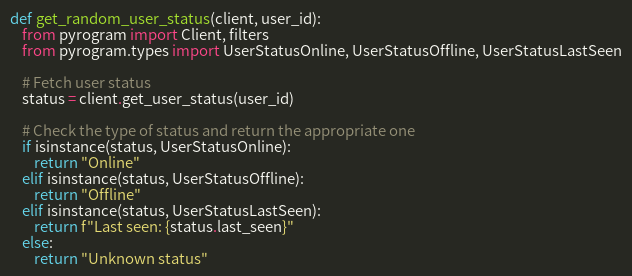 def get_random_user_status(client, user_id):
    from pyrogram import Client, filters
    from pyrogram.types import UserStatusOnline, UserStatusOffline, UserStatusLastSeen

    # Fetch user status
    status = client.get_user_status(user_id)

    # Check the type of status and return the appropriate one
    if isinstance(status, UserStatusOnline):
        return "Online"
    elif isinstance(status, UserStatusOffline):
        return "Offline"
    elif isinstance(status, UserStatusLastSeen):
        return f"Last seen: {status.last_seen}"
    else:
        return "Unknown status"